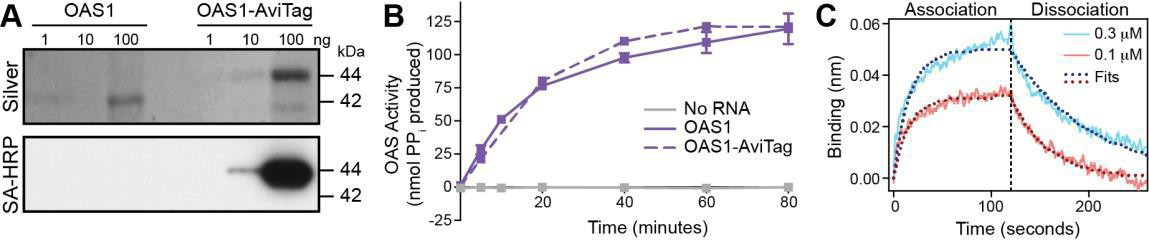 A
OAS1 OAS1-AviTag
1 10 100 1 10 100 ng
kDa
Silver
44
42
SA-HRP
44
42
B
OAS Activity
(nmol PPi produced)
125
100
75
50
25
0
-25
20 40 60 80
Time (minutes)
No RNA
OAS1
OAS1-AviTag
C
Association Dissociation
Binding (nm)
0.06
0.04
0.02
0.00
0 100 200
Time (seconds)
0.3 μM
0.1 μM
Fits